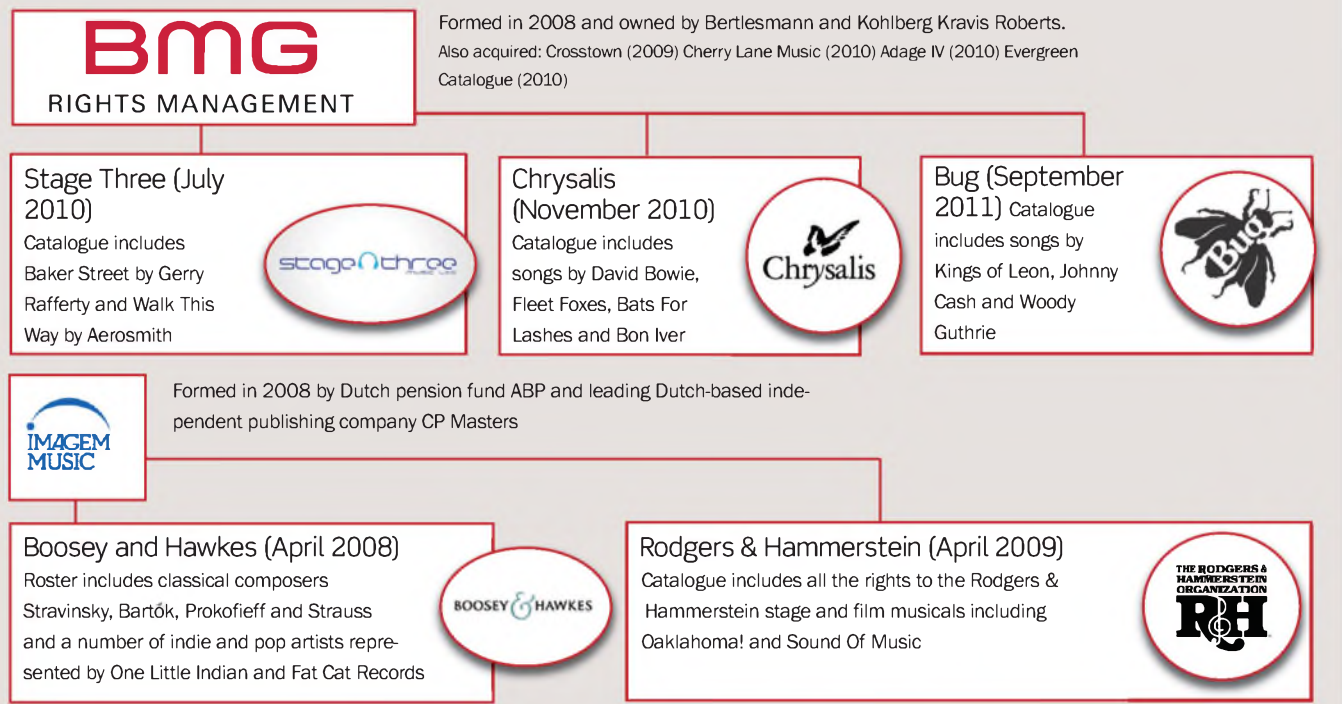 BMG
RIGHTS MANAGEMENT
Formed in 2008 and owned by Bertlesmann and Kohlberg Kravis Roberts.
Also acquired: Crosstown (2009) Cherry Lane Music (2010) Adage IV (2010) Evergreen
Catalogue (2010)
Stage Three (July
2010)
Catalogue includes
Baker Street by Gerry
Rafferty and Walk This
Way by Aerosmith
stage three
Chrysalis
(November 2010)
Catalogue includes
songs by David Bowie,
Fleet Foxes, Bats For
Lashes and Bon Iver
Chrysalis
Bug (September
2011) Catalogue
includes songs by
Kings of Leon, Johnny
Cash and Woody
Guthrie
Bug
IMAGEM
MUSIC
Formed in 2008 by Dutch pension fund ABP and leading Dutch-based inde-
pendent publishing company CP Masters
Boosey and Hawkes (April 2008)
Roster includes classical composers
Stravinsky, Bartók, Prokofieff and Strauss
and a number of indie and pop artists repre-
sented by One Little Indian and Fat Cat Records
BOOSEY & HAWKES
Rodgers & Hammerstein (April 2009)
Catalogue includes all the rights to the Rodgers &
Hammerstein stage and film musicals including
Oaklahoma! and Sound Of Music
THE RODGERS &
HAMMERSTEIN
ORGANIZATION
R&H